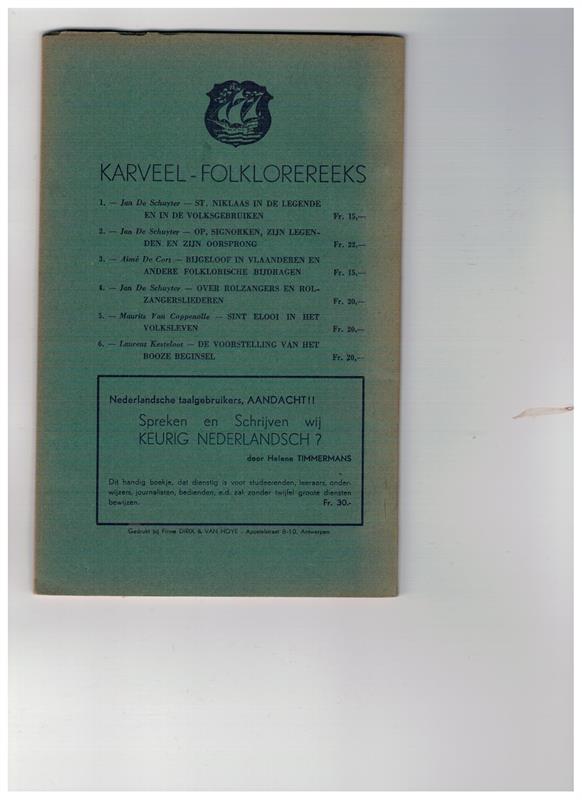 KARVEEL - FOLKLOREREEKS
1. — Jan De Schuyter — ST. NIKLAAS IN DE LEGENDE
EN IN DE VOLKSGEBRUIKEN Fr. 15,—
2. — Jan De Schuyter — OP, SIGNORKEN, ZIJN LEGEN-
DEN EN ZIJN OORSPRONG Fr. 22,—
3. — Aimé De Cort — BIJGELOOF IN VLAANDEREN EN
ANDERE FOLKLORISCHE BIJDRAGEN Fr. 15,—
4. — Jan De Schuyter — OVER ROLZANGERS EN ROL-
ZANGERSLIEDEREN Fr. 20,—
5. — Maurits Van Coppenolle — SINT ELOOI IN HET
VOLKSLEVEN Fr. 20,—
6. — Laurens Kesteloot — DE VOORSTELLING VAN HET
BOOZE BEGINSEL Fr. 20,—
Nederlandsche taalgebruikers, AANDACHT!!
Spreken en Schrijven wij
KEURIG NEDERLANDSCH ?
door Helene TIMMERMANS
Dit handig boekje, dat dienstig is voor studeerenden, leeraars, onder-
wijzers, journalisten, bedienden, e.d. zal zonder twijfel groote diensten
bewijzen. Fr. 30.-
Gedrukt bij Firma DIRIX & VAN HOYE - Apostelstraat 8-10, Antwerpen